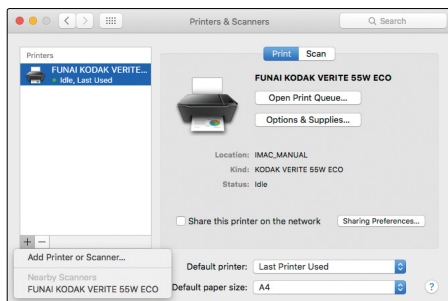 Printers & Scanners
Search
Printers
FUNAI KODAK VERITE...
Idle, Last Used
Print Scan
FUNAI KODAK VERITE 55W ECO
Open Print Queue...
Options & Supplies...
Location: IMAC_MANUAL
Kind: KODAK VERITE 55W ECO
Status: Idle
Share this printer on the network Sharing Preferences...
+ −
Add Printer or Scanner...
Nearby Scanners
FUNAI KODAK VERITE 55W ECO
Default printer: Last Printer Used
Default paper size: A4
?